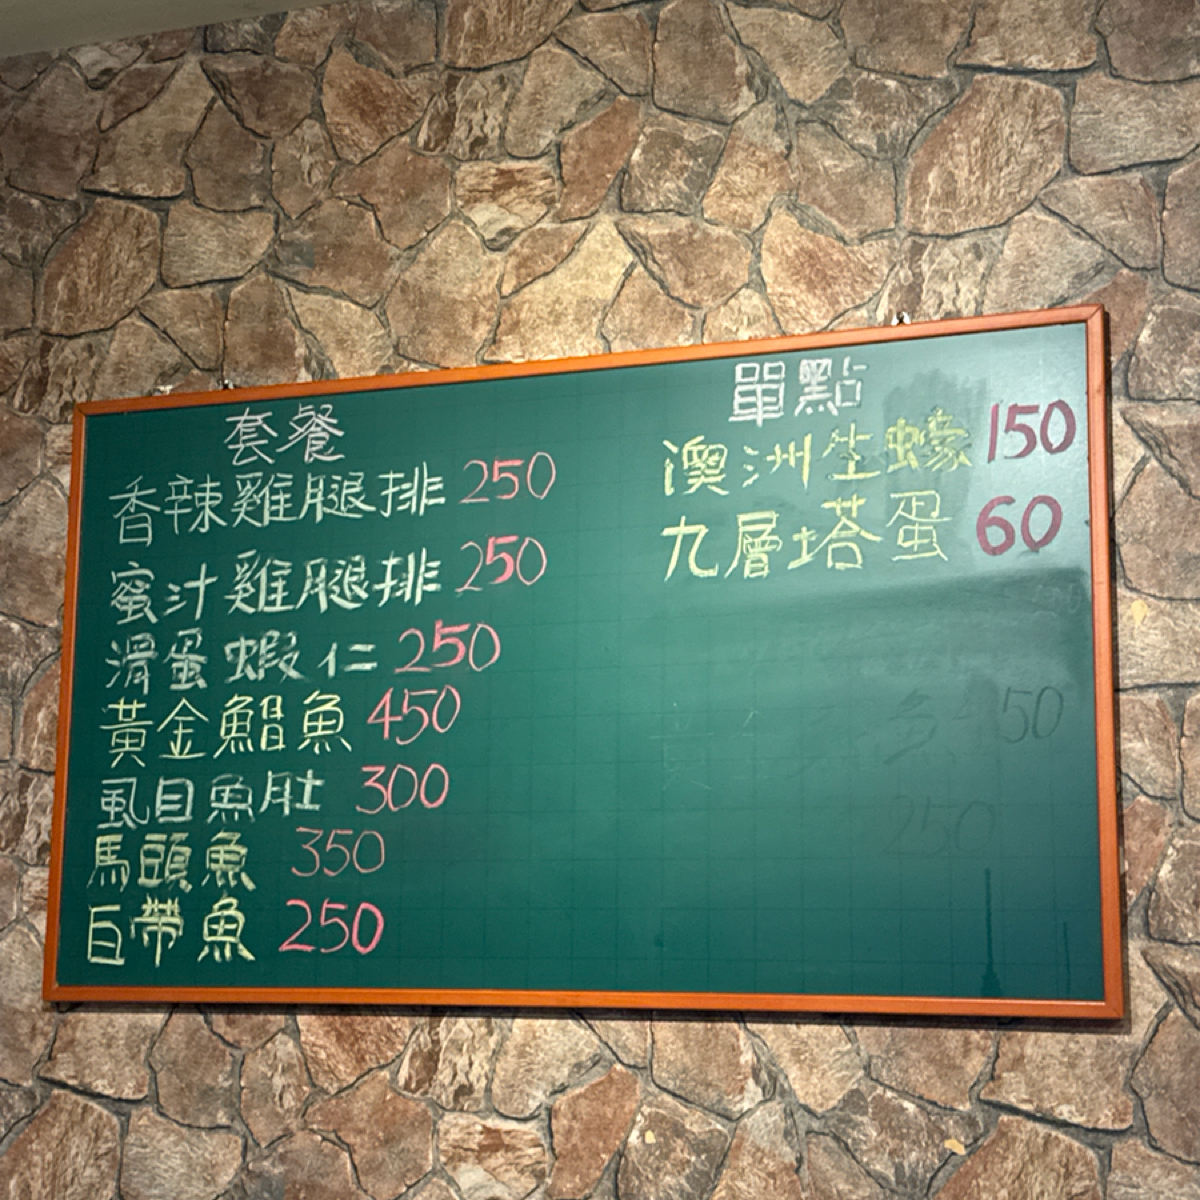 套餐
香辣雞腿排 250
蜜汁雞腿排 250
滑蛋蝦仁 250
黃金鯧魚 450
虱目魚肚 300
馬頭魚 350
白帶魚 250
單點
澳洲生蠔 150
九層塔蛋 60